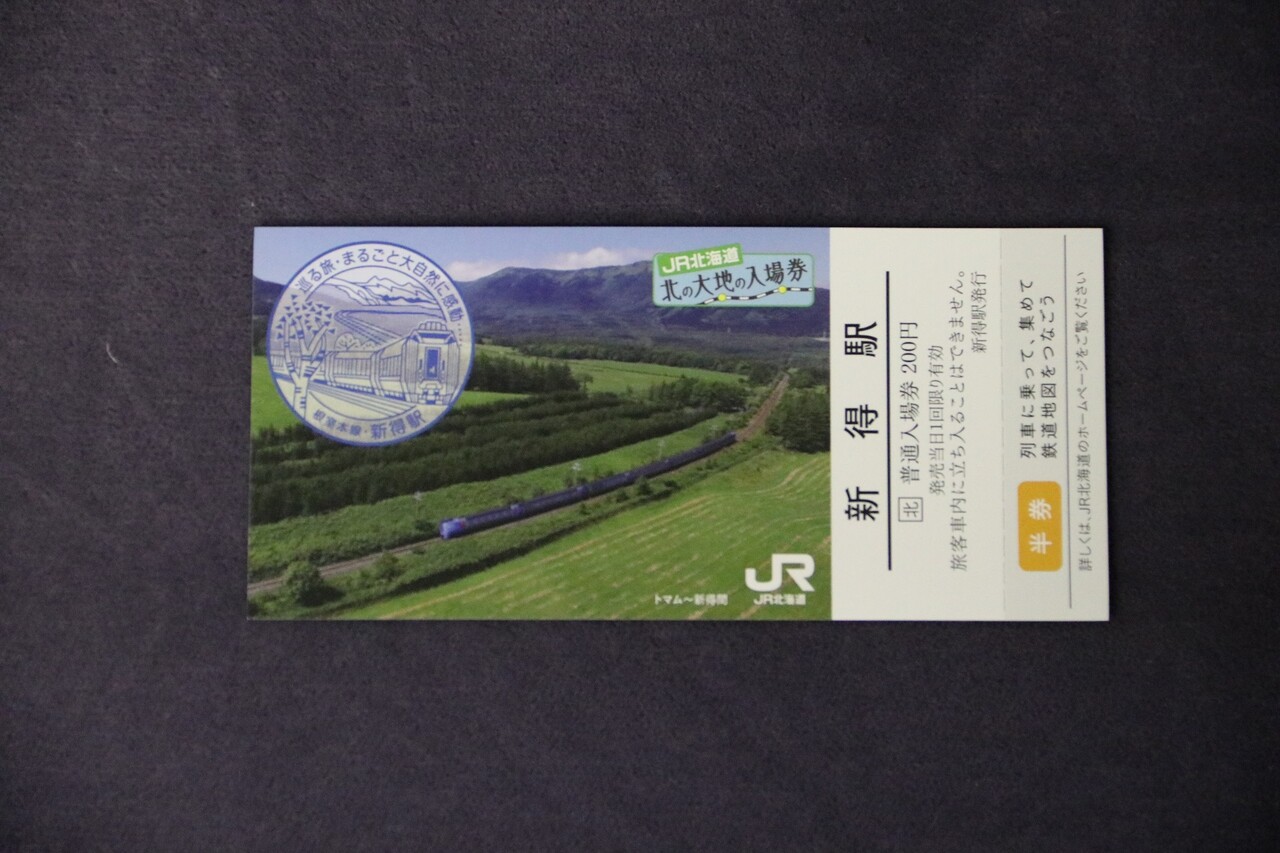 巡る旅・まるごと大自然に感動……
根室本線・新得駅
JR北海道
北の大地の入場券
トマム〜新得間
JR
JR北海道
新得駅
北 普通入場券 200円
発売当日1回限り有効
旅客車内に立ち入ることはできません。
新得駅発行
半券
列車に乗って、集めて
鉄道地図をつなごう
詳しくは、JR北海道のホームページをご覧ください